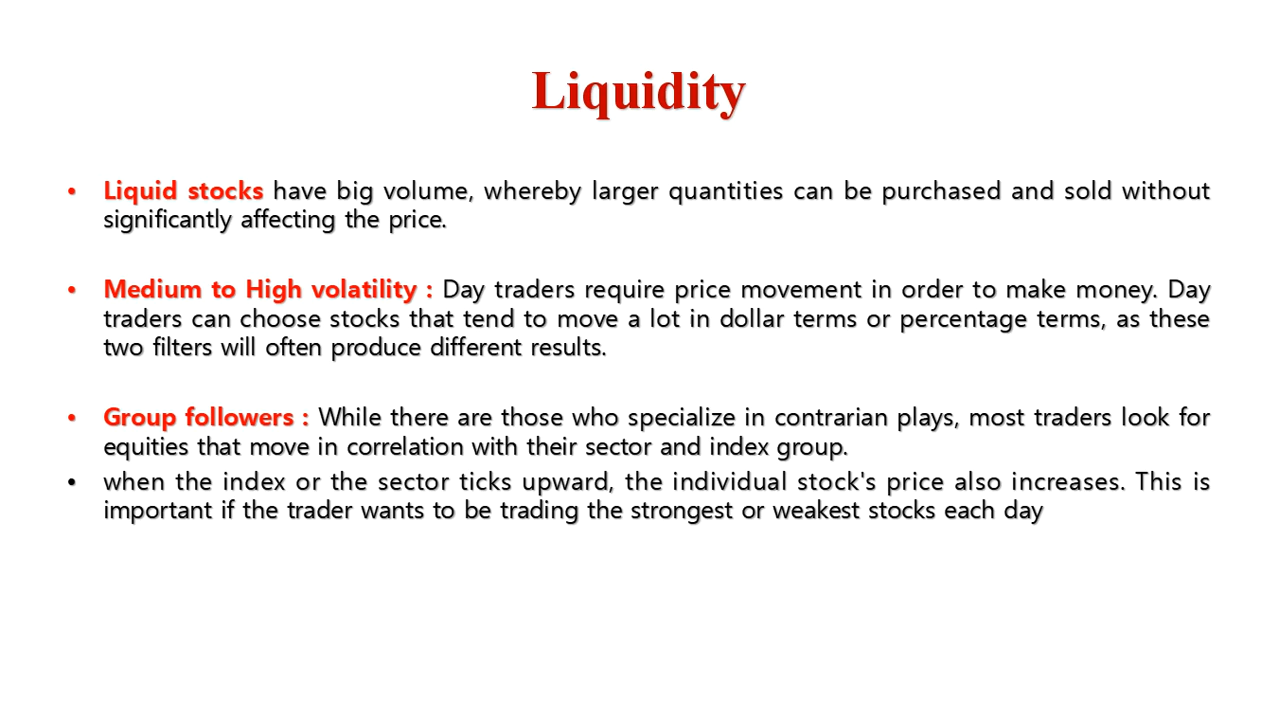 Liquidity
• Liquid stocks have big volume, whereby larger quantities can be purchased and sold without
significantly affecting the price.
• Medium to High volatility : Day traders require price movement in order to make money. Day
traders can choose stocks that tend to move a lot in dollar terms or percentage terms, as these
two filters will often produce different results.
• Group followers : While there are those who specialize in contrarian plays, most traders look for
equities that move in correlation with their sector and index group.
• when the index or the sector ticks upward, the individual stock's price also increases. This is
important if the trader wants to be trading the strongest or weakest stocks each day